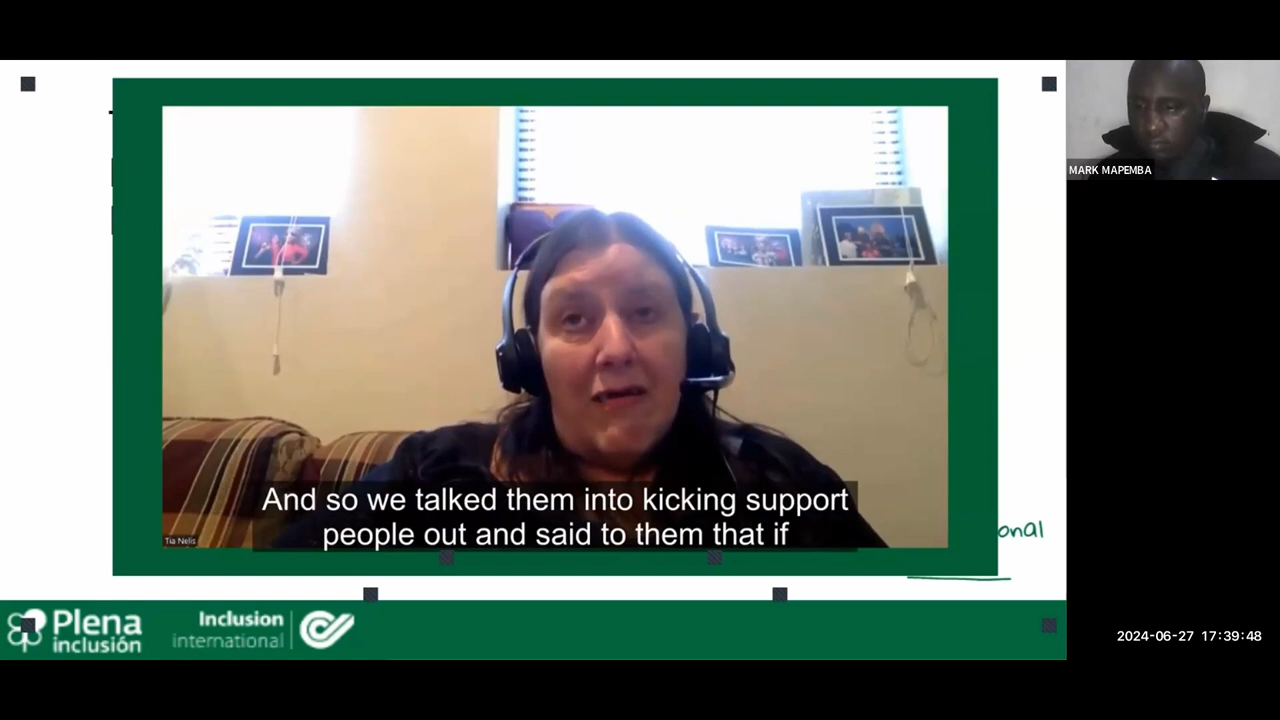 MARK MAPEMBA
And so we talked them into kicking support
people out and said to them that if
Tia Nelis
onal
Plena
inclusión
Inclusion
international
2024-06-27 17:39:48